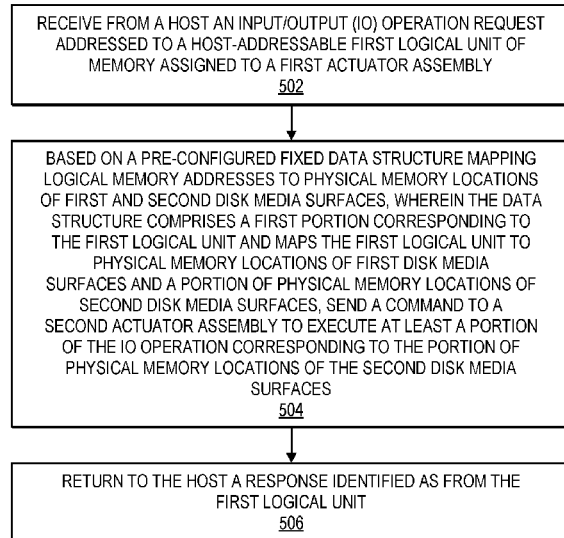 RECEIVE FROM A HOST AN INPUT/OUTPUT (IO) OPERATION REQUEST
ADDRESSED TO A HOST-ADDRESSABLE FIRST LOGICAL UNIT OF
MEMORY ASSIGNED TO A FIRST ACTUATOR ASSEMBLY
502
BASED ON A PRE-CONFIGURED FIXED DATA STRUCTURE MAPPING
LOGICAL MEMORY ADDRESSES TO PHYSICAL MEMORY LOCATIONS
OF FIRST AND SECOND DISK MEDIA SURFACES, WHEREIN THE DATA
STRUCTURE COMPRISES A FIRST PORTION CORRESPONDING TO
THE FIRST LOGICAL UNIT AND MAPS THE FIRST LOGICAL UNIT TO
PHYSICAL MEMORY LOCATIONS OF FIRST DISK MEDIA
SURFACES AND A PORTION OF PHYSICAL MEMORY LOCATIONS OF
SECOND DISK MEDIA SURFACES, SEND A COMMAND TO A
SECOND ACTUATOR ASSEMBLY TO EXECUTE AT LEAST A PORTION
OF THE IO OPERATION CORRESPONDING TO THE PORTION OF
PHYSICAL MEMORY LOCATIONS OF THE SECOND DISK MEDIA
SURFACES
504
RETURN TO THE HOST A RESPONSE IDENTIFIED AS FROM THE
FIRST LOGICAL UNIT
506